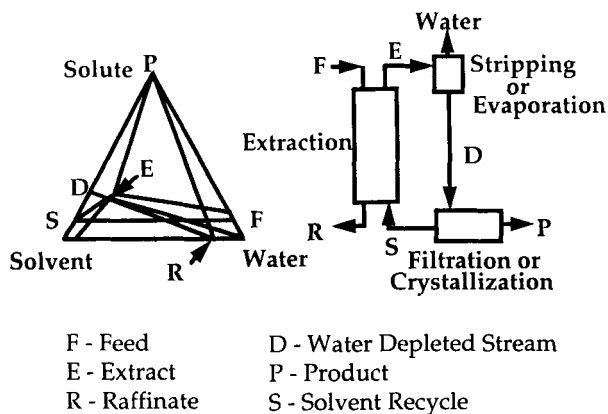 P
Solute
E
D
S
F
Solvent
Water
R
Water
F
E
Stripping
or
Evaporation
Extraction
D
R
S
P
Filtration or
Crystallization
F - Feed
D - Water Depleted Stream
E - Extract
P - Product
R - Raffinate
S - Solvent Recycle